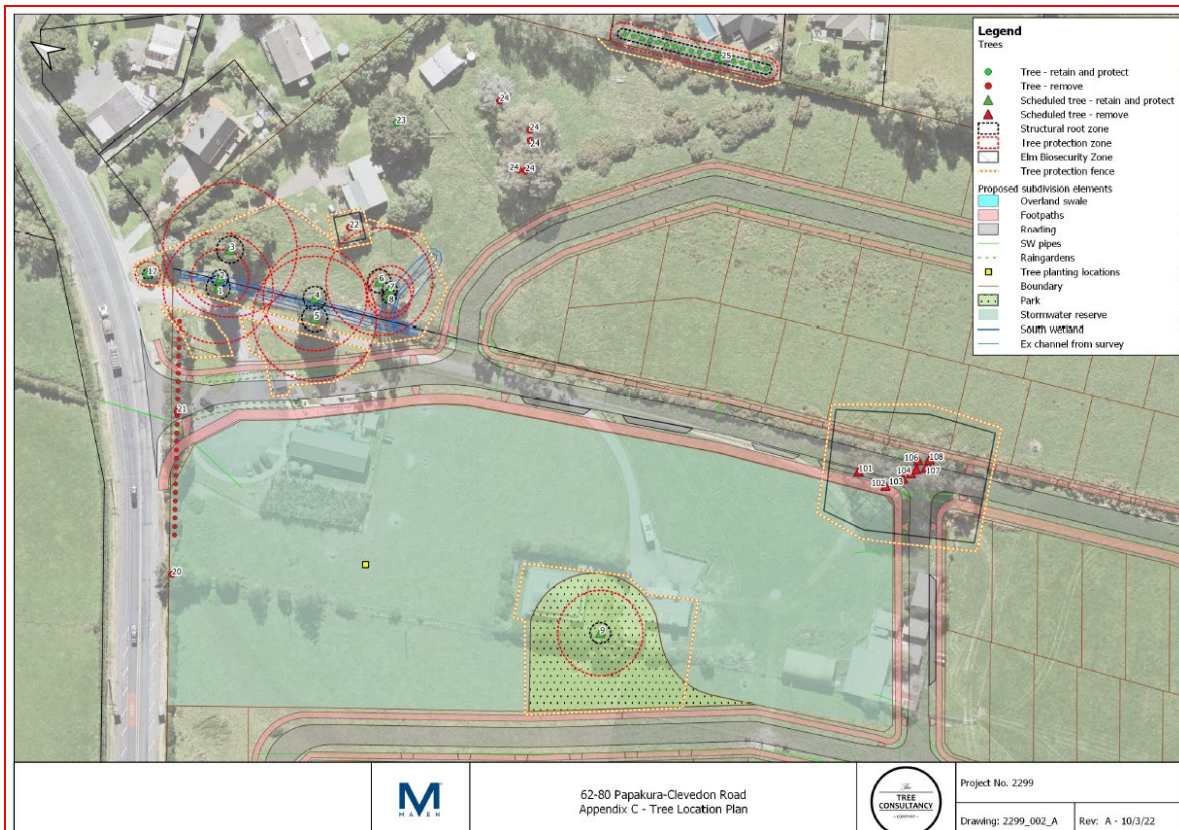 Legend
Trees
Tree - retain and protect
Tree - remove
Scheduled tree - retain and protect
Scheduled tree - remove
Structural root zone
Tree protection zone
Elm Biosecurity Zone
Tree protection fence
Proposed subdivision elements
Overland swale
Footpaths
Roading
SW pipes
Raingardens
Tree planting locations
Boundary
Park
Stormwater reserve
South Wetland
Ex channel from survey
25
24
24
24
24 24
23
22
3
17
2
1
4
5
6
7
8
21
20
9
101
102
103
104
106
107
108
MAVEN
62-80 Papakura-Clevedon Road
Appendix C - Tree Location Plan
The
TREE
CONSULTANCY
- COMPANY -
Project No. 2299
Drawing: 2299_002_A
Rev: A - 10/3/22